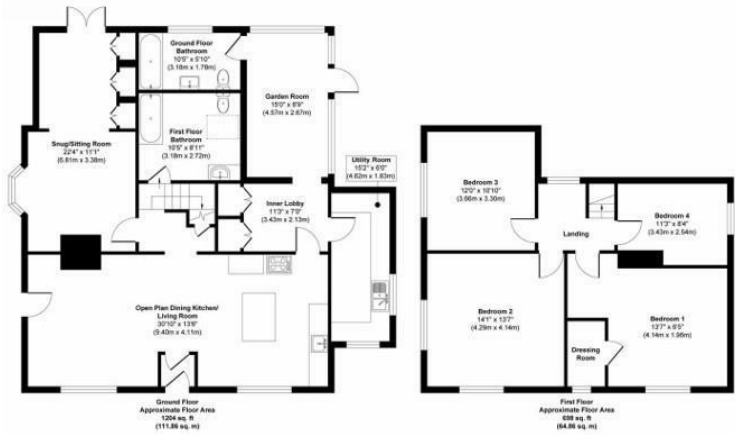 Ground Floor
Bathroom
10'5" x 5'10"
(3.18m x 1.78m)
Garden Room
15'0" x 8'9"
(4.57m x 2.67m)
Snug/Sitting Room
22'4" x 11'1"
(6.81m x 3.38m)
First Floor
Bathroom
10'5" x 8'11"
(3.18m x 2.72m)
Utility Room
15'2" x 6'0"
(4.62m x 1.83m)
Inner Lobby
11'3" x 7'0"
(3.43m x 2.13m)
Open Plan Dining Kitchen/
Living Room
30'10" x 13'6"
(9.40m x 4.11m)
Ground Floor
Approximate Floor Area
1204 sq. ft
(111.86 sq. m)
Bedroom 3
12'0" x 10'10"
(3.66m x 3.30m)
Bedroom 4
11'3" x 8'4"
(3.43m x 2.54m)
Landing
Bedroom 2
14'1" x 13'7"
(4.29m x 4.14m)
Bedroom 1
13'7" x 6'5"
(4.14m x 1.96m)
Dressing
Room
First Floor
Approximate Floor Area
698 sq. ft
(64.86 sq. m)